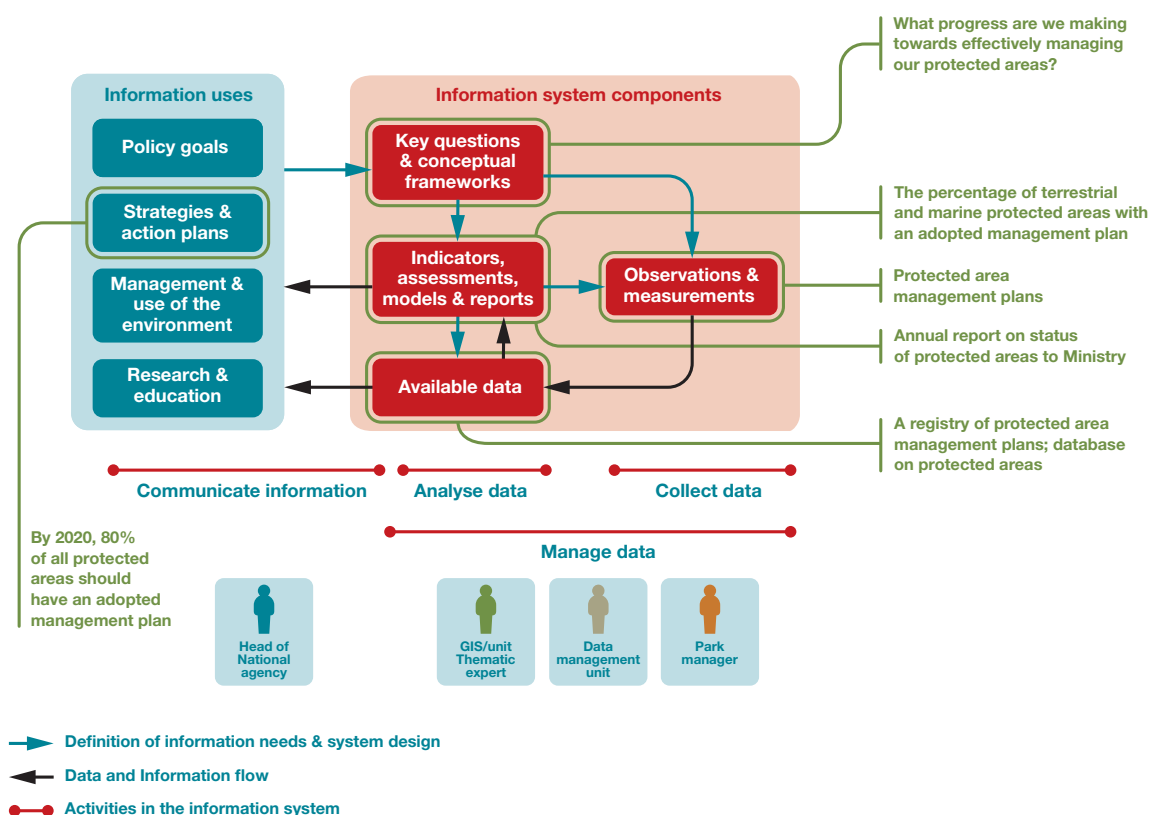 What progress are we making
towards effectively managing
our protected areas?
Information uses
Information system components
Policy goals
Key questions
& conceptual
frameworks
Strategies &
action plans
The percentage of terrestrial
and marine protected areas with
an adopted management plan
Management &
use of the
environment
Indicators,
assessments,
models & reports
Observations &
measurements
Protected area
management plans
Annual report on status
of protected areas to Ministry
Research &
education
Available data
A registry of protected area
management plans; database
on protected areas
Communicate information
Analyse data
Collect data
Manage data
By 2020, 80%
of all protected
areas should
have an adopted
management plan
Head of
National
agency
GIS/unit
Thematic
expert
Data
management
unit
Park
manager
Definition of information needs & system design
Data and Information flow
Activities in the information system